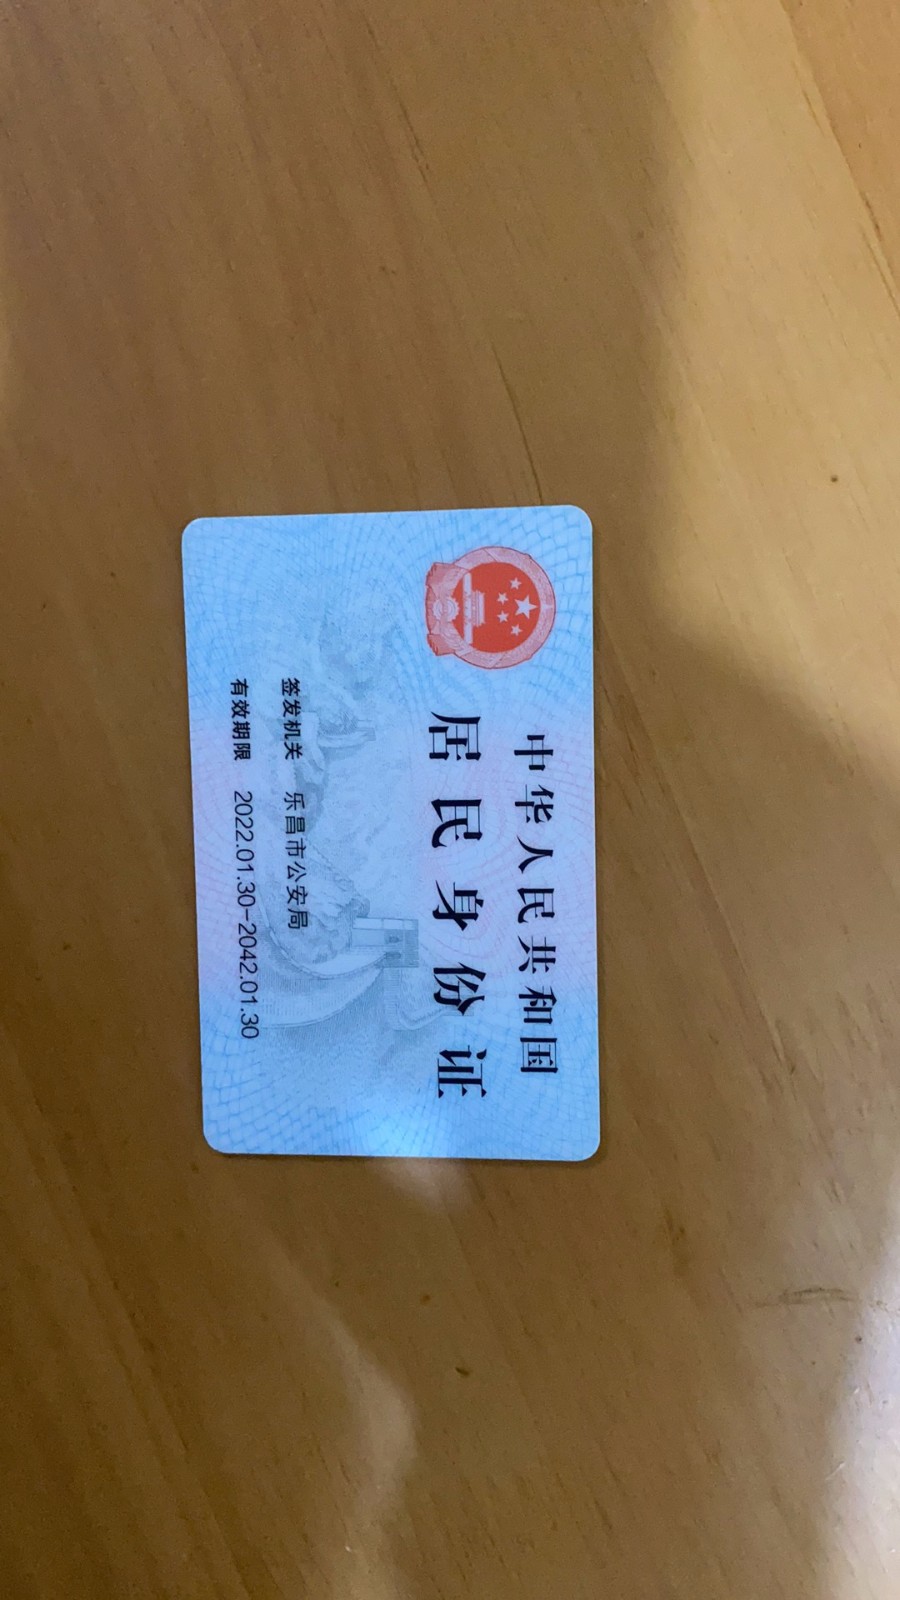 中华人民共和国
居民身份证
签发机关 乐昌市公安局
有效期限 2022.01.30-2042.01.30